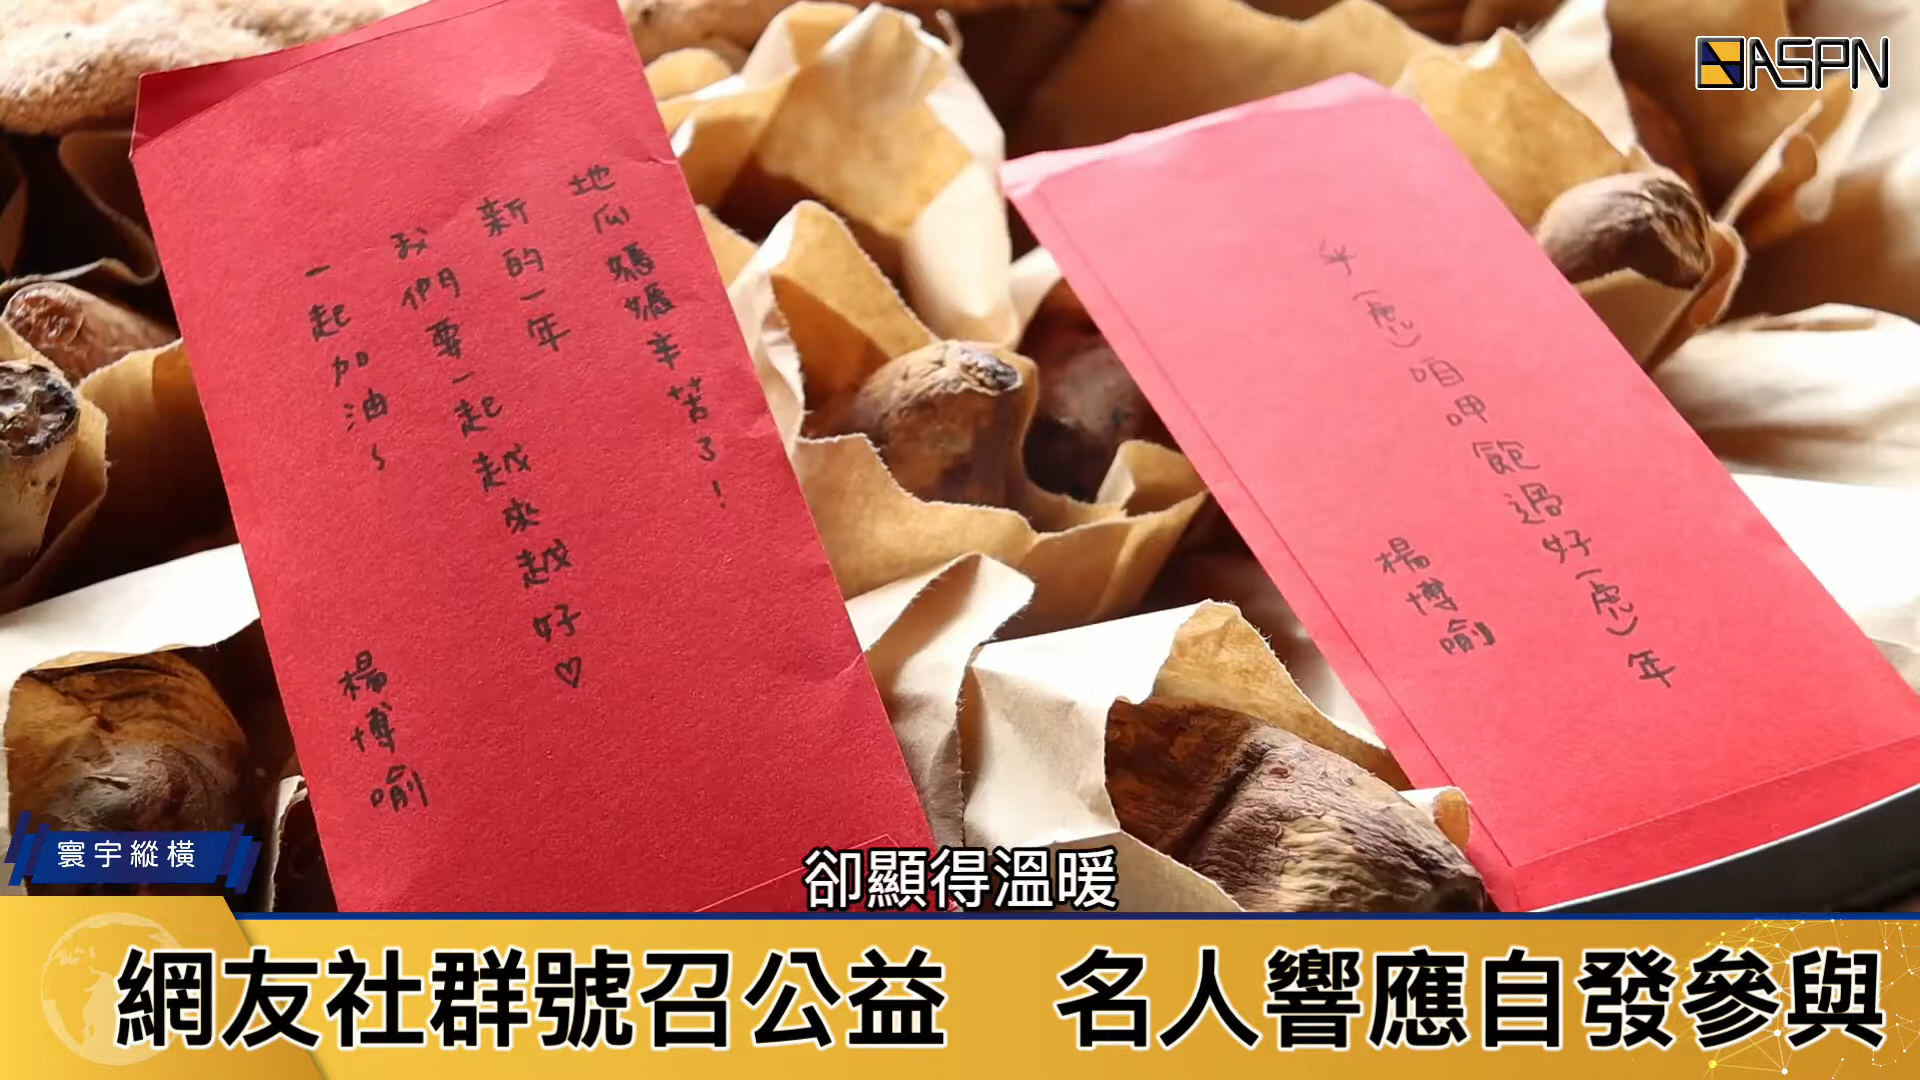 ASPN
地瓜媽媽辛苦了!
新的一年
我們要一起越來越好♡
一起加油~
楊博喻
咱呷飽過好(虎)年
楊博喻
寰宇縱橫
卻顯得溫暖
網友社群號召公益 名人響應自發參與